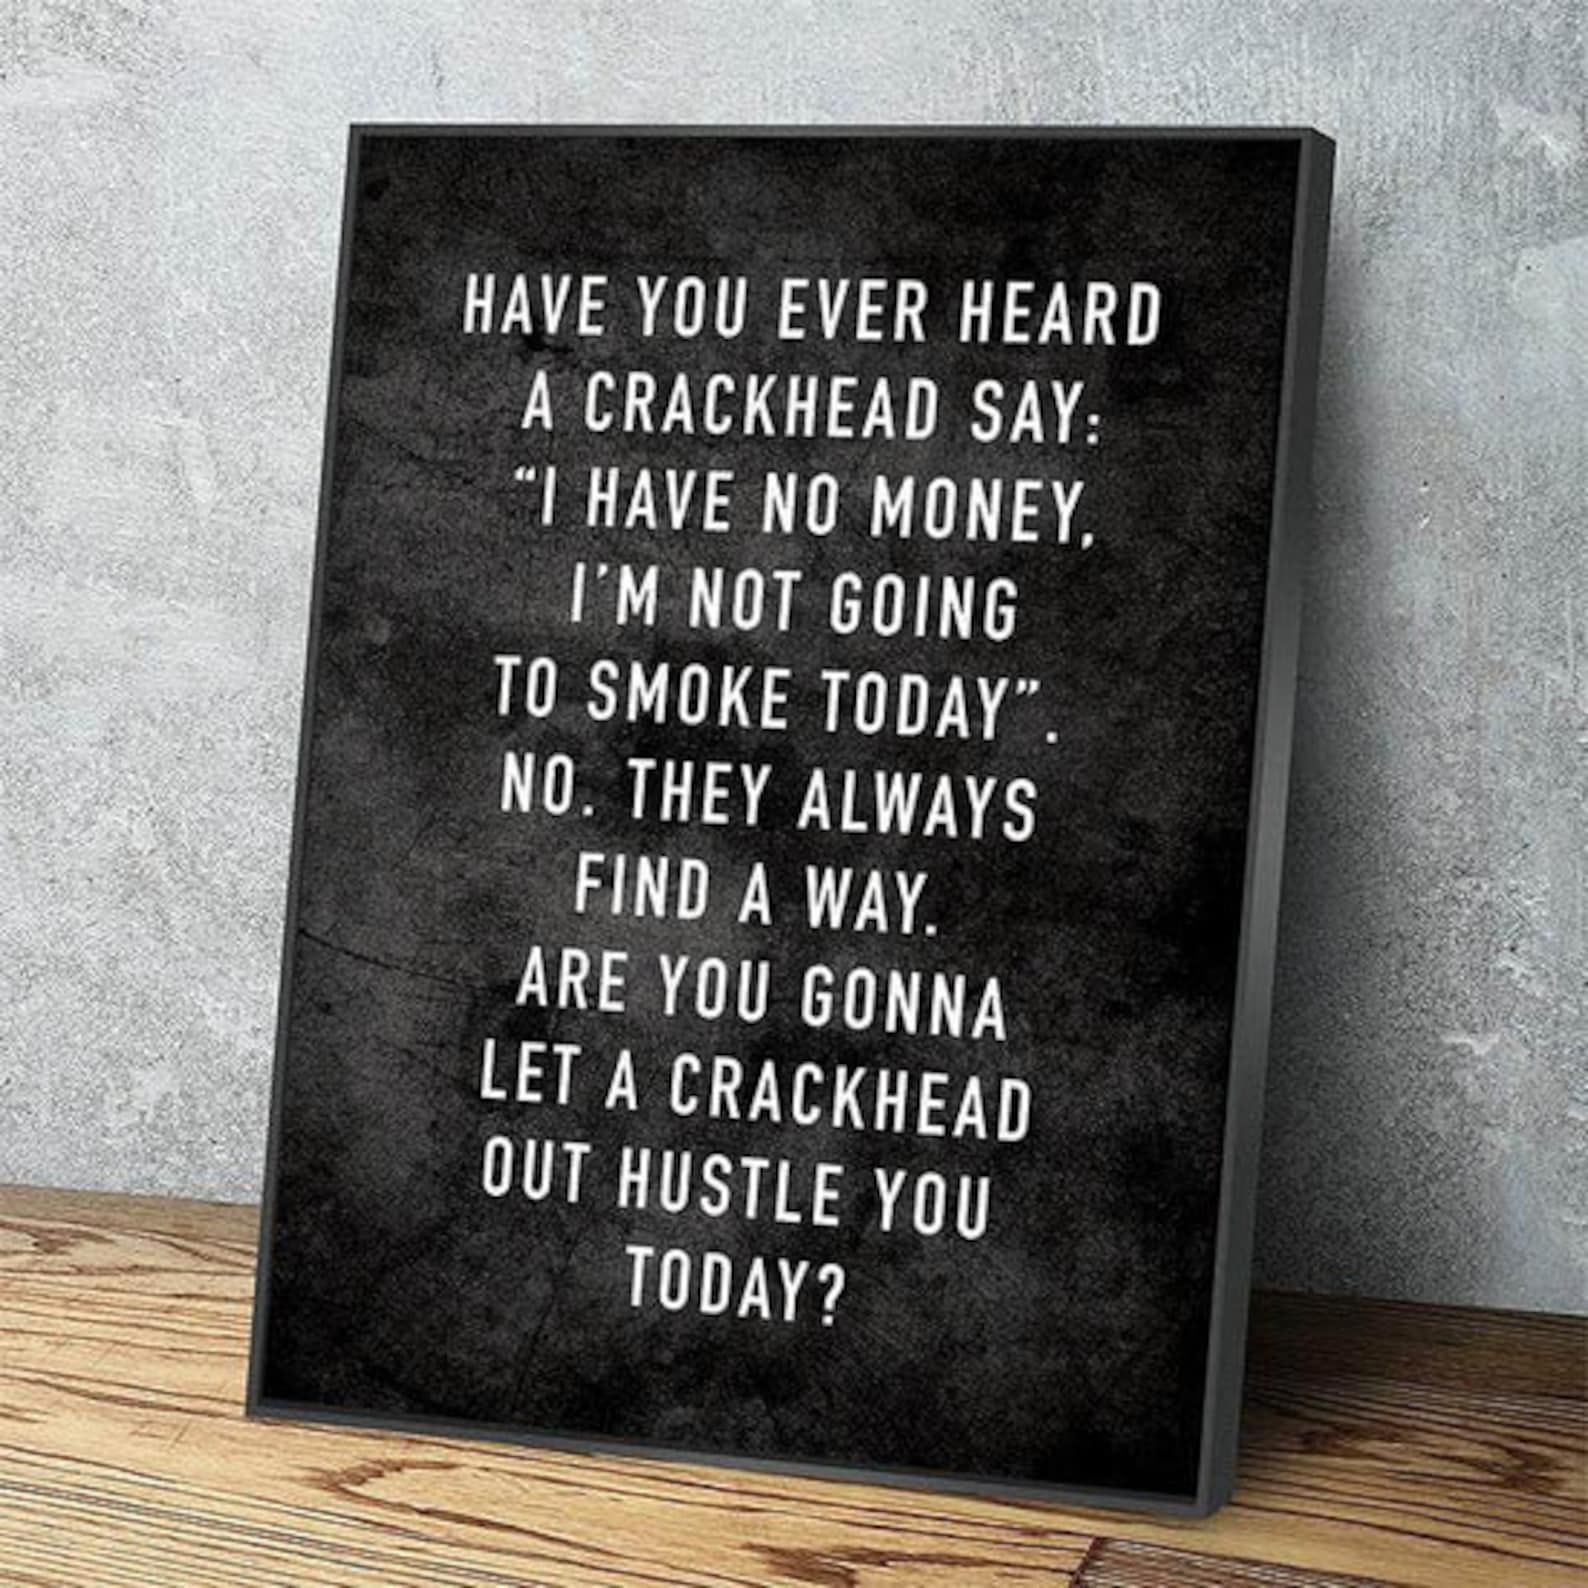 HAVE YOU EVER HEARD
A CRACKHEAD SAY:
“I HAVE NO MONEY,
I'M NOT GOING
TO SMOKE TODAY”.
NO. THEY ALWAYS
FIND A WAY.
ARE YOU GONNA
LET A CRACKHEAD
OUT HUSTLE YOU
TODAY?